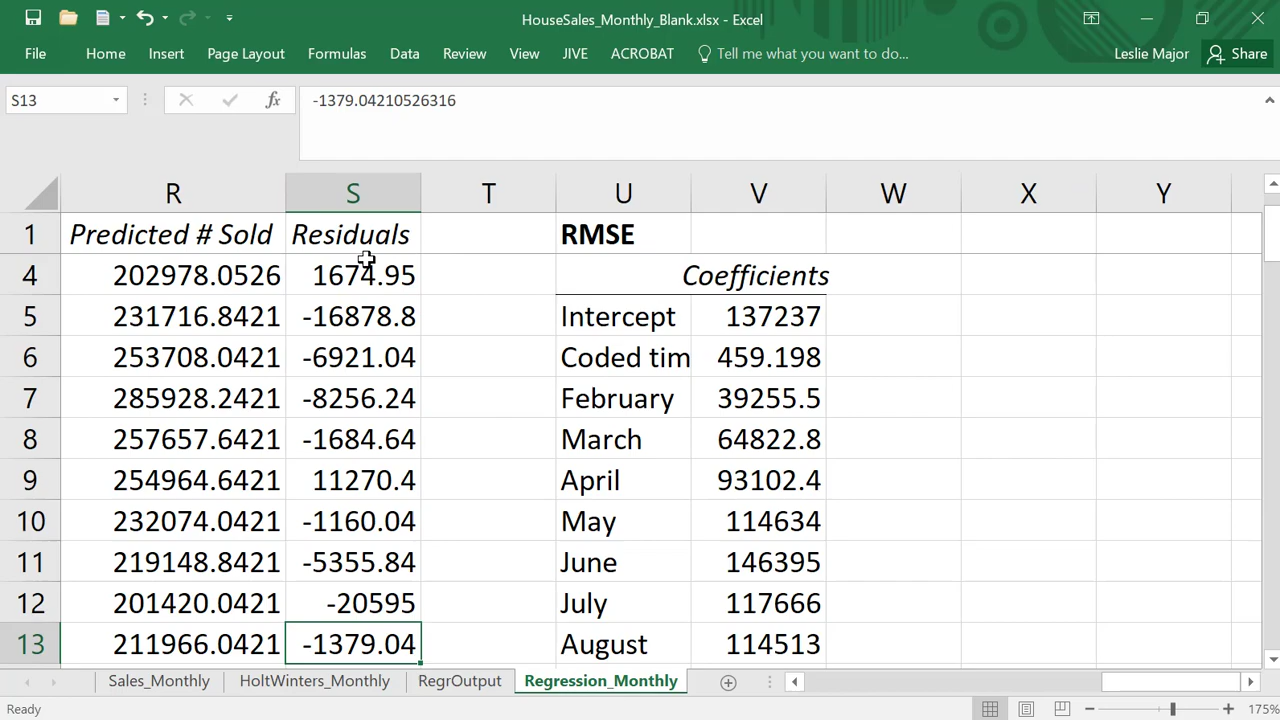 HouseSales_Monthly_Blank.xlsx - Excel
File Home Insert Page Layout Formulas Data Review View JIVE ACROBAT Tell me what you want to do... Leslie Major Share
S13 fx -1379.04210526316
R S T U V W X Y
1 Predicted # Sold Residuals RMSE
4 202978.0526 1674.95 Coefficients
5 231716.8421 -16878.8 Intercept 137237
6 253708.0421 -6921.04 Coded tim 459.198
7 285928.2421 -8256.24 February 39255.5
8 257657.6421 -1684.64 March 64822.8
9 254964.6421 11270.4 April 93102.4
10 232074.0421 -1160.04 May 114634
11 219148.8421 -5355.84 June 146395
12 201420.0421 -20595 July 117666
13 211966.0421 -1379.04 August 114513
Sales_Monthly HoltWinters_Monthly RegrOutput Regression_Monthly
Ready 175%